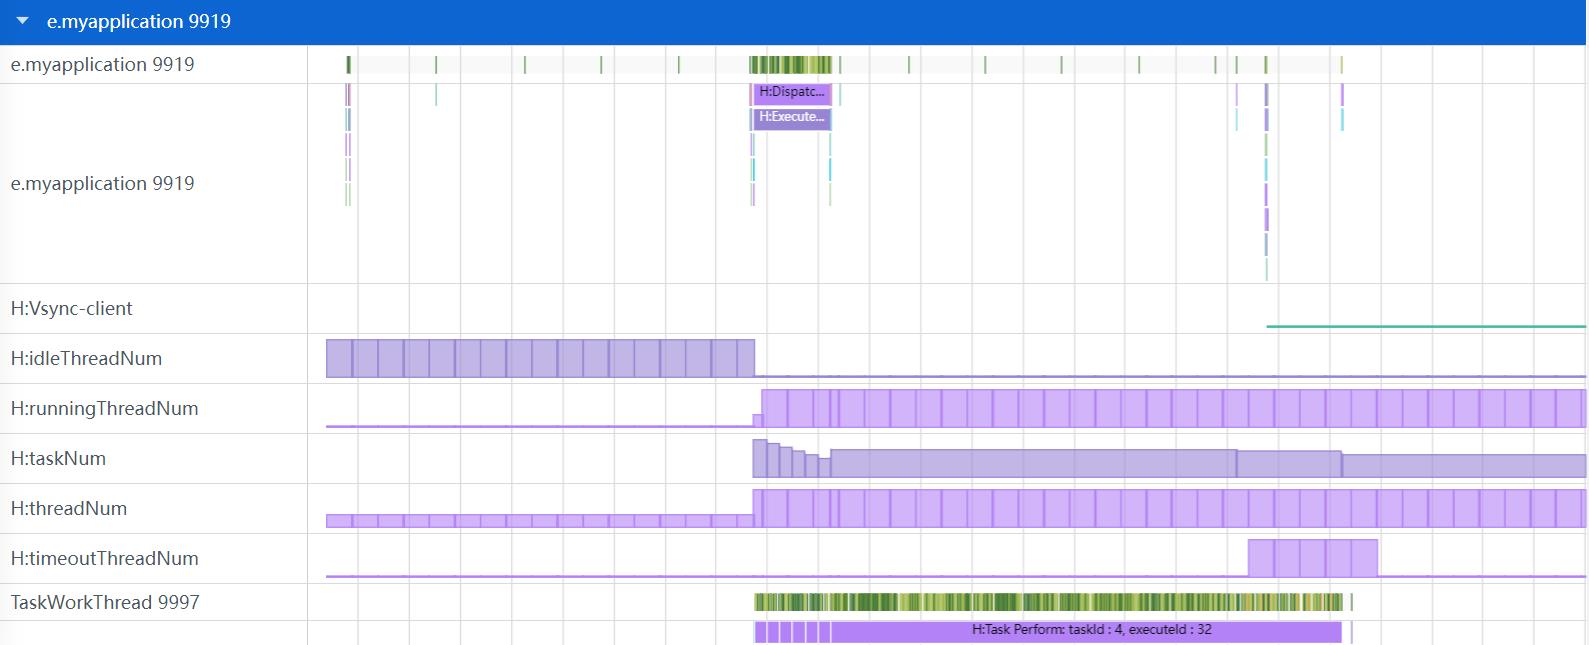 e.myapplication 9919
e.myapplication 9919
H:Dispatc...
H:Execute...
e.myapplication 9919
H:Vsync-client
H:idleThreadNum
H:runningThreadNum
H:taskNum
H:threadNum
H:timeoutThreadNum
TaskWorkThread 9997
H:Task Perform: taskId : 4, executeId : 32